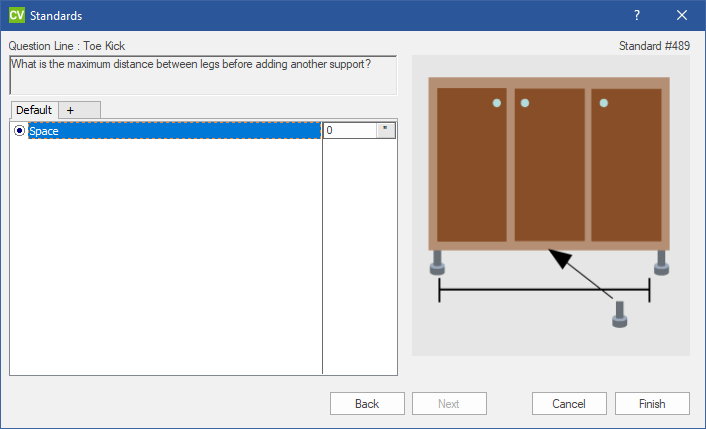 CV Standards ?
Question Line : Toe Kick Standard #489
What is the maximum distance between legs before adding another support?
Default +
Space 0 "
Back Next Cancel Finish